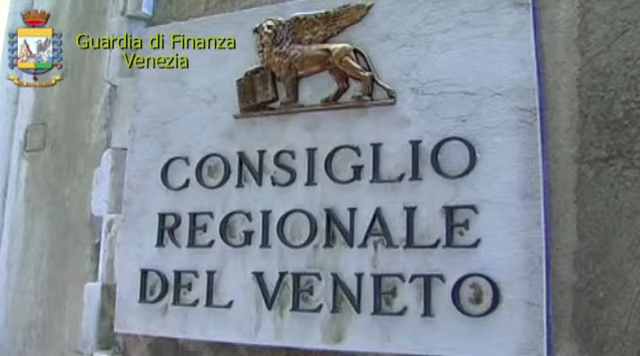 Guardia di Finanza
Venezia
CONSIGLIO
REGIONALE
DEL VENETO